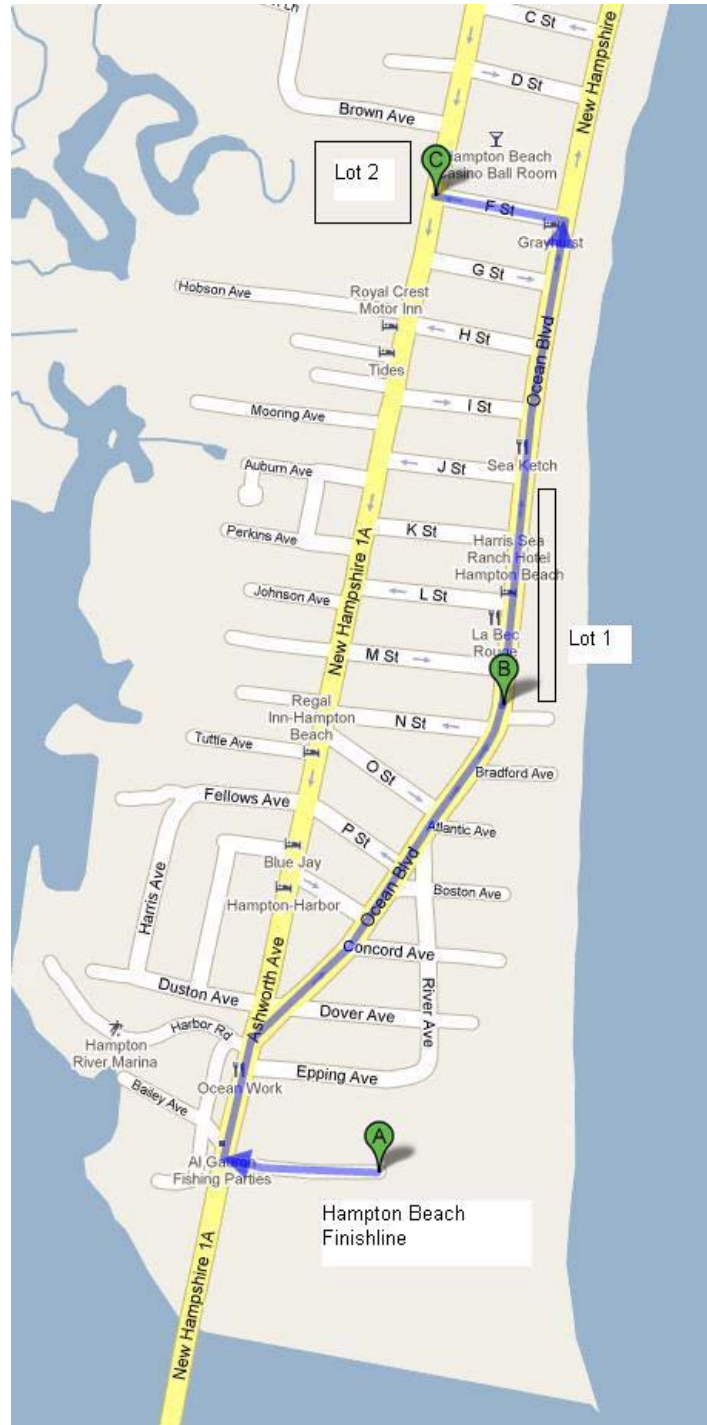 C St
New Hampshire
D St
Brown Ave
Lot 2
C
Hampton Beach
Casino Ball Room
F St
Grayhurst
G St
Hobson Ave
Royal Crest
Motor Inn
H St
Tides
Ocean Blvd
I St
Mooring Ave
J St
Sea Ketch
Auburn Ave
K St
Perkins Ave
Harris Sea
Ranch Hotel
Hampton Beach
New Hampshire 1A
L St
Johnson Ave
La Bec
Rouge
Lot 1
M St
B
Regal
Inn-Hampton
Beach
N St
Tuttle Ave
O St
Bradford Ave
Fellows Ave
Atlantic Ave
P St
Blue Jay
Ocean Blvd
Boston Ave
Hampton-Harbor
Harris Ave
Concord Ave
Ashworth Ave
River Ave
Duston Ave
Dover Ave
Harbor Rd
Hampton
River Marina
Epping Ave
Ocean Work
Bailey Ave
A
Al Gauron
Fishing Parties
Hampton Beach
Finishline
New Hampshire 1A